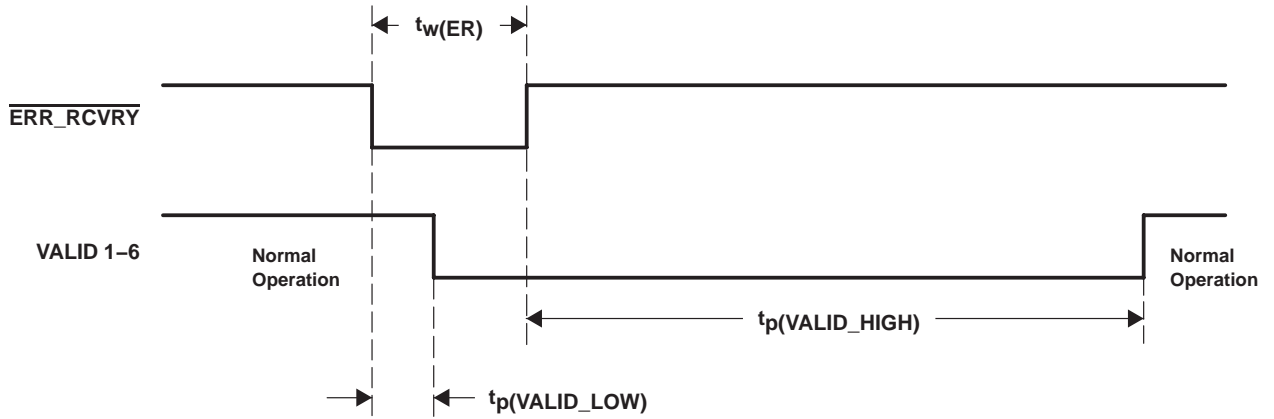 tw(ER)
ERR_RCVRY
VALID 1–6
Normal
Operation
Normal
Operation
tp(VALID_HIGH)
tp(VALID_LOW)